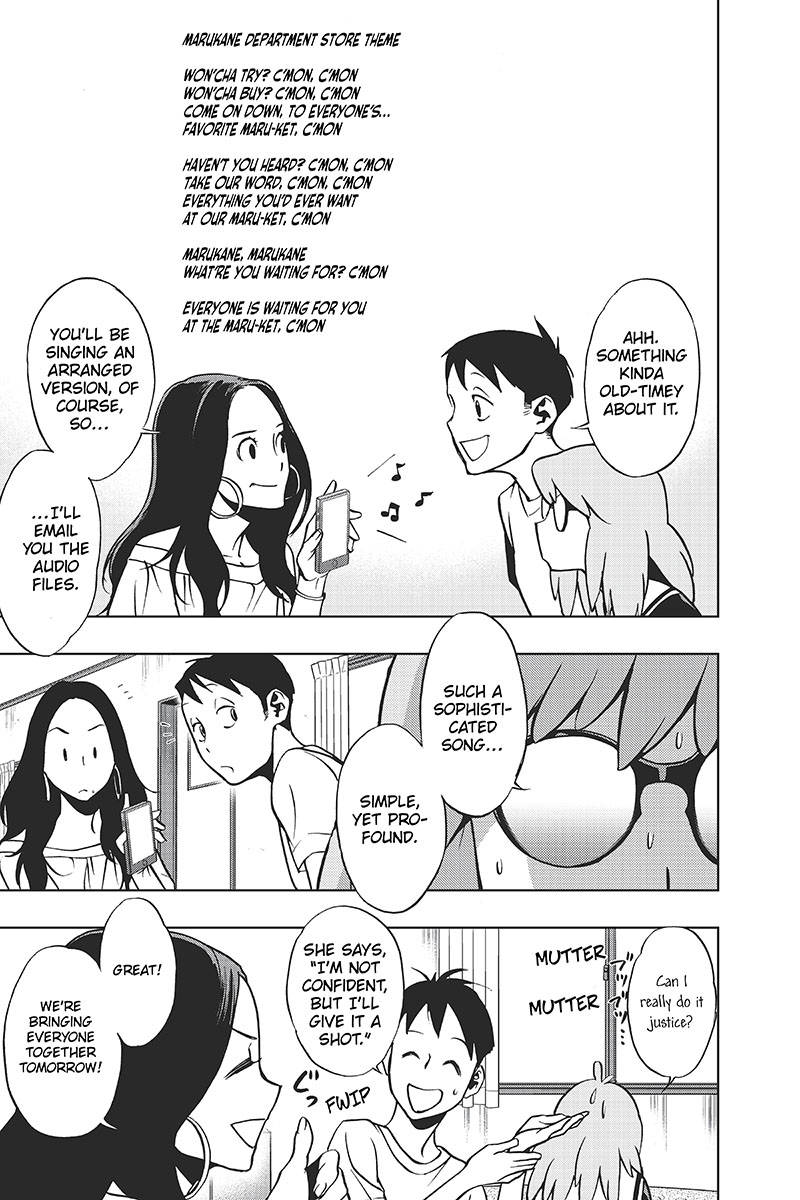 MARUKANE DEPARTMENT STORE THEME
WON'CHA TRY? C'MON, C'MON
WON'CHA BUY? C'MON, C'MON
COME ON DOWN, TO EVERYONE'S...
FAVORITE MARU-KET, C'MON
HAVEN'T YOU HEARD? C'MON, C'MON
TAKE OUR WORD, C'MON, C'MON
EVERYTHING YOU'D EVER WANT
AT OUR MARU-KET, C'MON
MARUKANE, MARUKANE
WHAT'RE YOU WAITING FOR? C'MON
EVERYONE IS WAITING FOR YOU
AT THE MARU-KET, C'MON
AHH.
SOMETHING
KINDA
OLD-TIMEY
ABOUT IT.
YOU'LL BE
SINGING AN
ARRANGED
VERSION, OF
COURSE,
SO...
...I'LL
EMAIL
YOU THE
AUDIO
FILES.
SUCH A
SOPHISTI-
CATED
SONG...
SIMPLE,
YET PRO-
FOUND.
Can I
really do it
justice?
MUTTER
MUTTER
ブツ
ブツ
SHE SAYS,
"I'M NOT
CONFIDENT,
BUT I'LL
GIVE IT A
SHOT."
ぐっ
FWIP
GREAT!
WE'RE
BRINGING
EVERYONE
TOGETHER
TOMORROW!